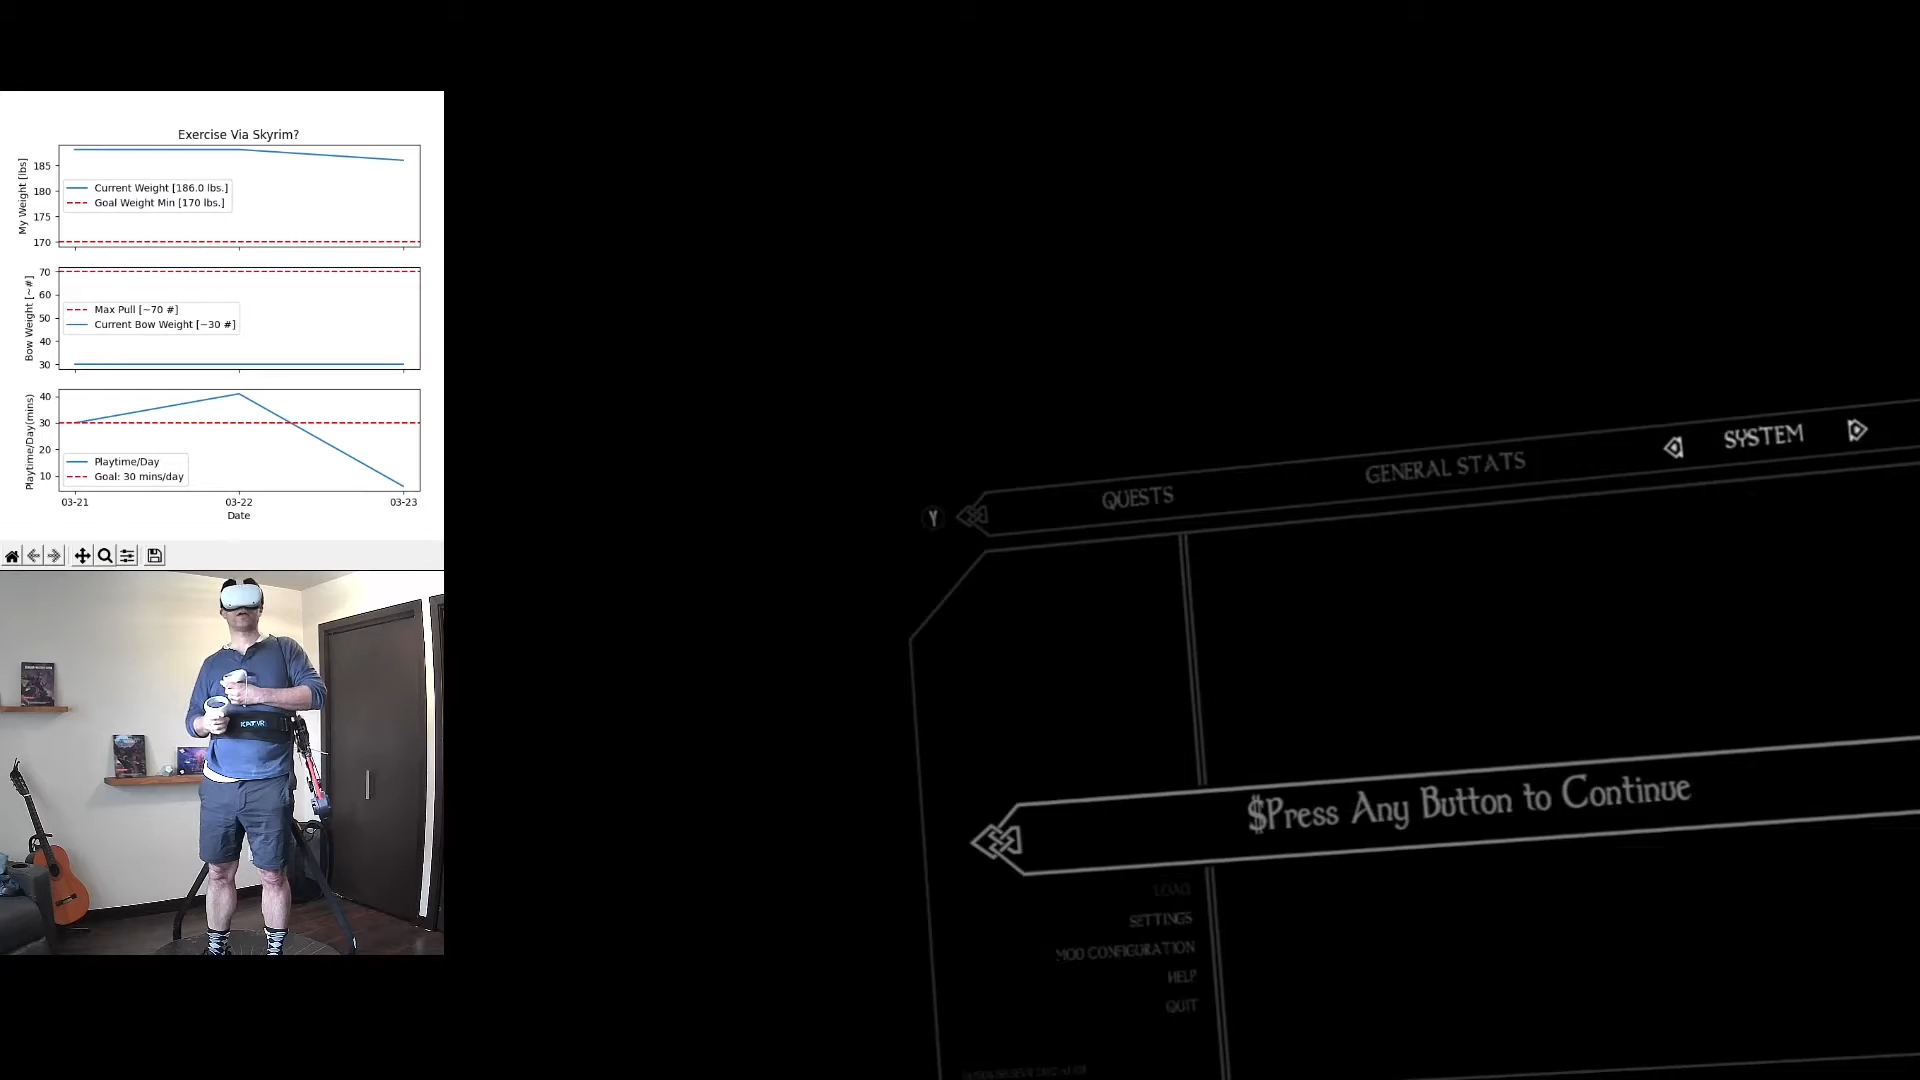 Exercise Via Skyrim?
My Weight [lbs]
185
180
175
170
Current Weight [186.0 lbs.]
Goal Weight Min [170 lbs.]
Bow Weight [~#]
70
60
50
40
30
Max Pull [~70 #]
Current Bow Weight [~30 #]
Playtime/Day(mins)
40
30
20
10
Playtime/Day
Goal: 30 mins/day
03-21 03-22 03-23
Date
KAT VR
Y QUESTS GENERAL STATS SYSTEM
$Press Any Button to Continue
LOAD
SETTINGS
MOD CONFIGURATION
HELP
QUIT